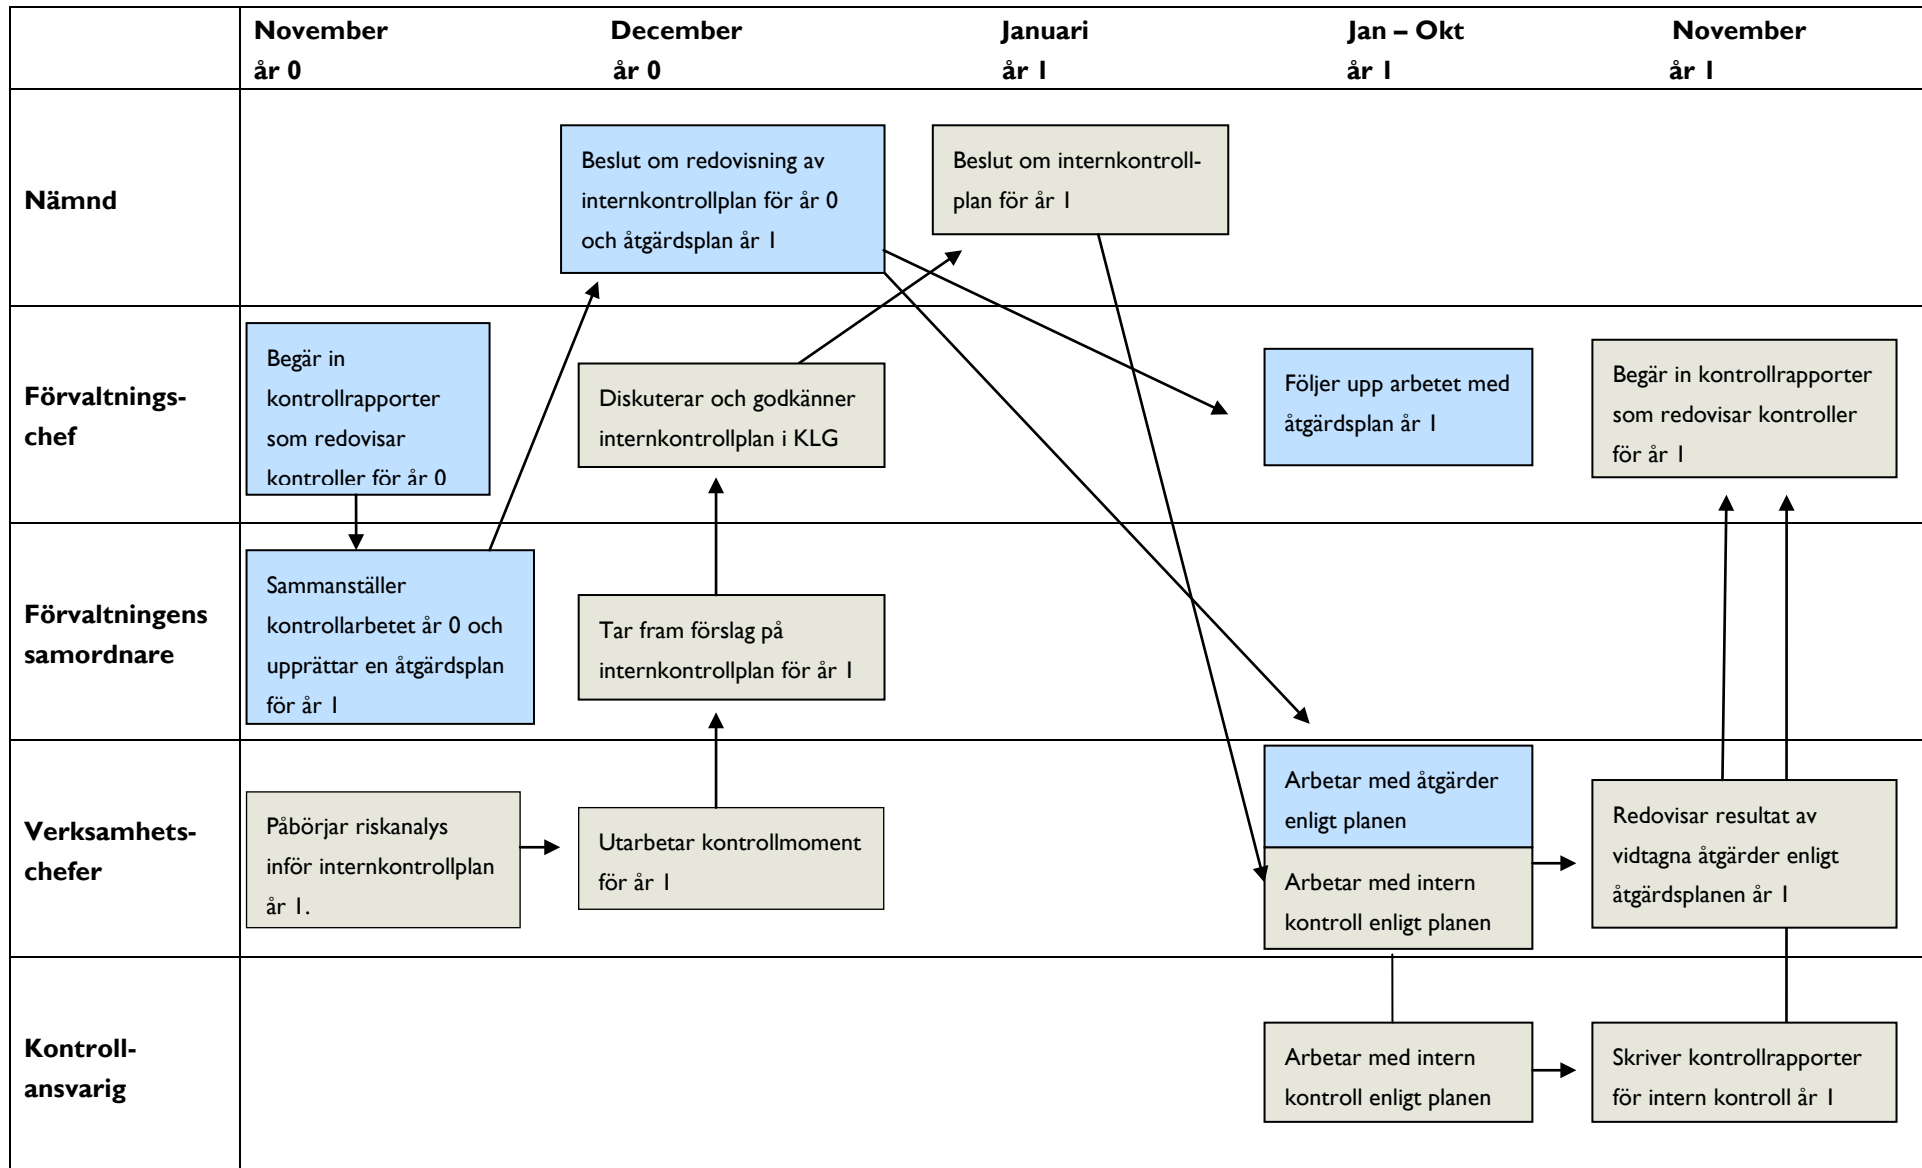 November
år 0
December
år 0
Januari
år 1
Jan – Okt
år 1
November
år 1
Nämnd
Beslut om redovisning av
internkontrollplan för år 0
och åtgärdsplan år 1
Beslut om internkontroll-
plan för år 1
Förvaltnings-
chef
Begär in
kontrollrapporter
som redovisar
kontroller för år 0
Diskuterar och godkänner
internkontrollplan i KLG
Följer upp arbetet med
åtgärdsplan år 1
Begär in kontrollrapporter
som redovisar kontroller
för år 1
Förvaltningens
samordnare
Sammanställer
kontrollarbetet år 0 och
upprättar en åtgärdsplan
för år 1
Tar fram förslag på
internkontrollplan för år 1
Verksamhets-
chefer
Påbörjar riskanalys
inför internkontrollplan
år 1.
Utarbetar kontrollmoment
för år 1
Arbetar med åtgärder
enligt planen
Arbetar med intern
kontroll enligt planen
Redovisar resultat av
vidtagna åtgärder enligt
åtgärdsplanen år 1
Kontroll-
ansvarig
Arbetar med intern
kontroll enligt planen
Skriver kontrollrapporter
för intern kontroll år 1